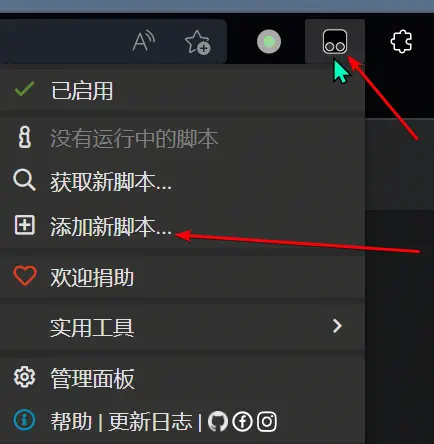 已启用
没有运行中的脚本
获取新脚本...
添加新脚本...
欢迎捐助
实用工具
管理面板
帮助 | 更新日志 |